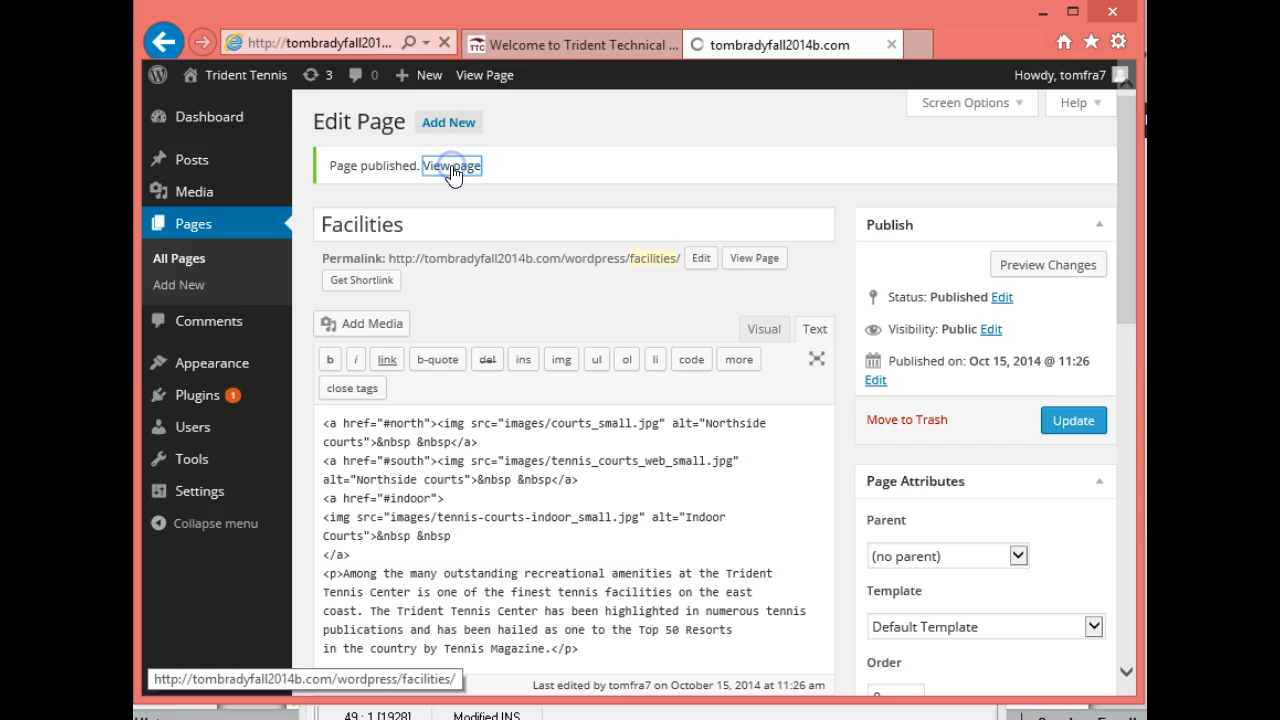 http://tombradyfall201...
Welcome to Trident Technical ...
tombradyfall2014b.com
Trident Tennis
3
0
New
View Page
Howdy, tomfra7
Dashboard
Posts
Media
Pages
All Pages
Add New
Comments
Appearance
Plugins 1
Users
Tools
Settings
Collapse menu
Screen Options
Help
Edit Page Add New
Page published. View page
Facilities
Permalink: http://tombradyfall2014b.com/wordpress/facilities/ Edit View Page
Get Shortlink
Add Media
Visual Text
b i link b-quote del ins img ul ol li code more
close tags
<a href="#north"><img src="images/courts_small.jpg" alt="Northside
courts">&nbsp &nbsp</a>
<a href="#south"><img src="images/tennis_courts_web_small.jpg"
alt="Northside courts">&nbsp &nbsp</a>
<a href="#indoor">
<img src="images/tennis-courts-indoor_small.jpg" alt="Indoor
Courts">&nbsp &nbsp
</a>
<p>Among the many outstanding recreational amenities at the Trident
Tennis Center is one of the finest tennis facilities on the east
coast. The Trident Tennis Center has been highlighted in numerous tennis
publications and has been hailed as one to the Top 50 Resorts
in the country by Tennis Magazine.</p>
Last edited by tomfra7 on October 15, 2014 at 11:26 am
Publish
Preview Changes
Status: Published Edit
Visibility: Public Edit
Published on: Oct 15, 2014 @ 11:26
Edit
Move to Trash Update
Page Attributes
Parent
(no parent)
Template
Default Template
Order
http://tombradyfall2014b.com/wordpress/facilities/
49 : 1 [1928] Modified INS